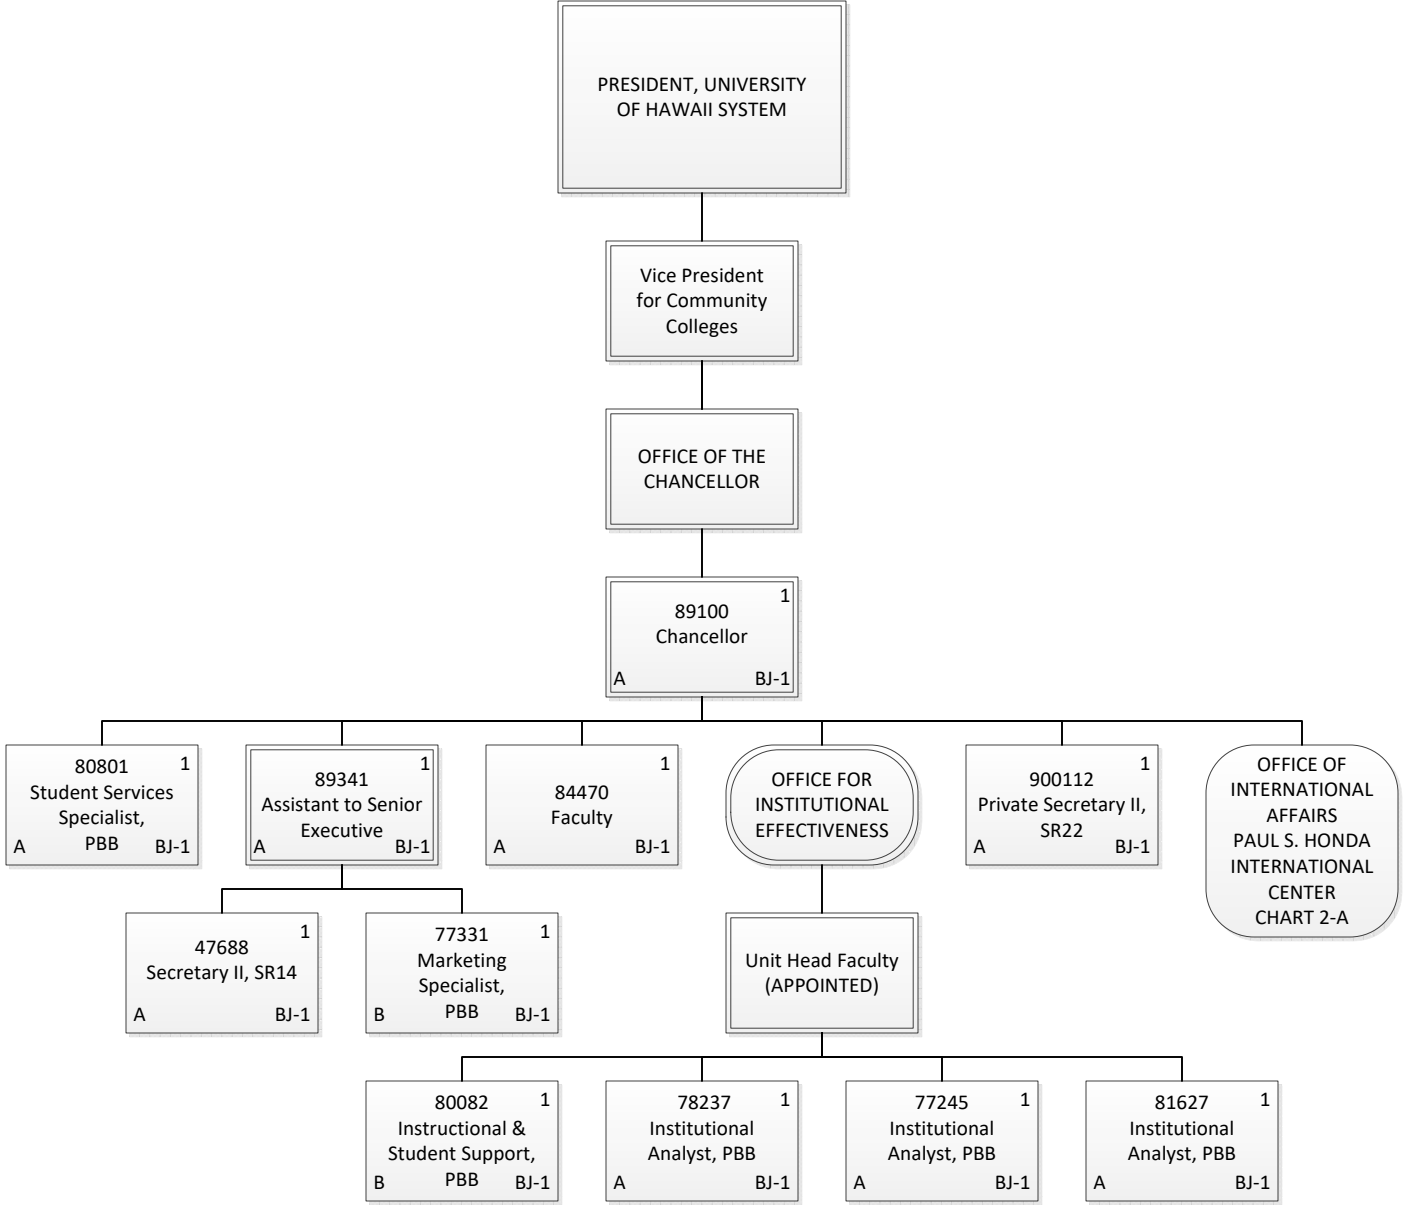 PRESIDENT, UNIVERSITY
OF HAWAII SYSTEM
Vice President
for Community
Colleges
OFFICE OF THE
CHANCELLOR
1
89100
Chancellor
A
BJ-1
80801
1
Student Services
Specialist,
PBB
A
BJ-1
1
89341
Assistant to Senior
Executive
A
BJ-1
1
84470
Faculty
A
BJ-1
OFFICE FOR
INSTITUTIONAL
EFFECTIVENESS
1
900112
Private Secretary II,
SR22
A
BJ-1
OFFICE OF
INTERNATIONAL
AFFAIRS
PAUL S. HONDA
INTERNATIONAL
CENTER
CHART 2-A
1
47688
Secretary II, SR14
A
BJ-1
77331
1
Marketing
Specialist,
PBB
B
BJ-1
Unit Head Faculty
(APPOINTED)
80082
1
Instructional &
Student Support,
PBB
B
BJ-1
78237
1
Institutional
Analyst, PBB
A
BJ-1
77245
1
Institutional
Analyst, PBB
A
BJ-1
81627
1
Institutional
Analyst, PBB
A
BJ-1